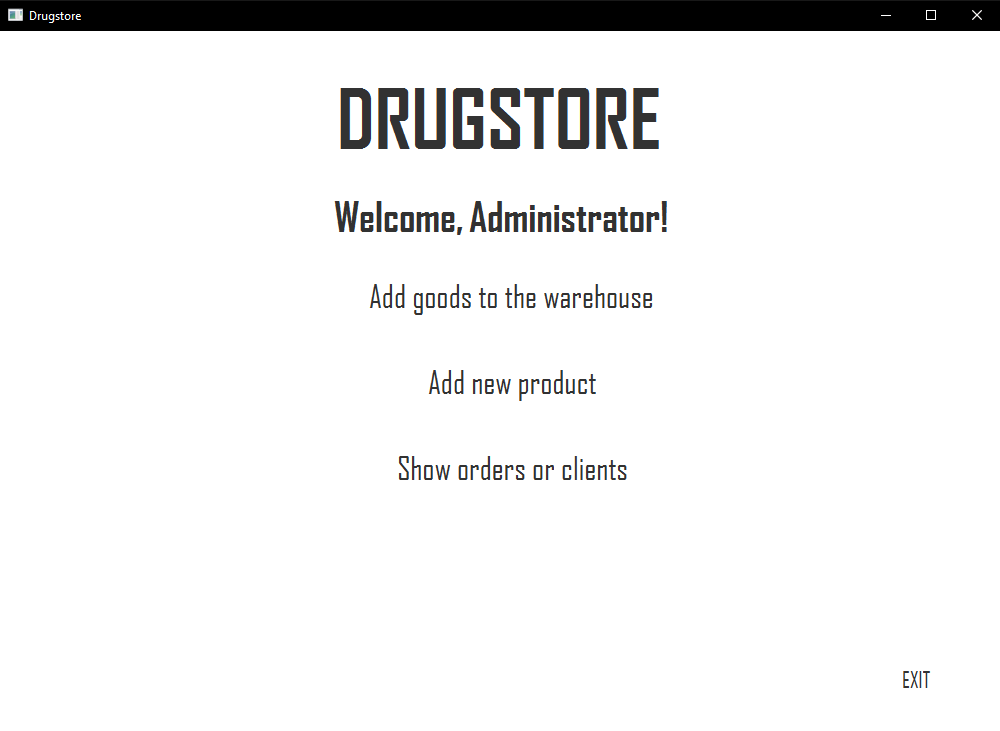 Drugstore
DRUGSTORE
Welcome, Administrator!
Add goods to the warehouse
Add new product
Show orders or clients
EXIT